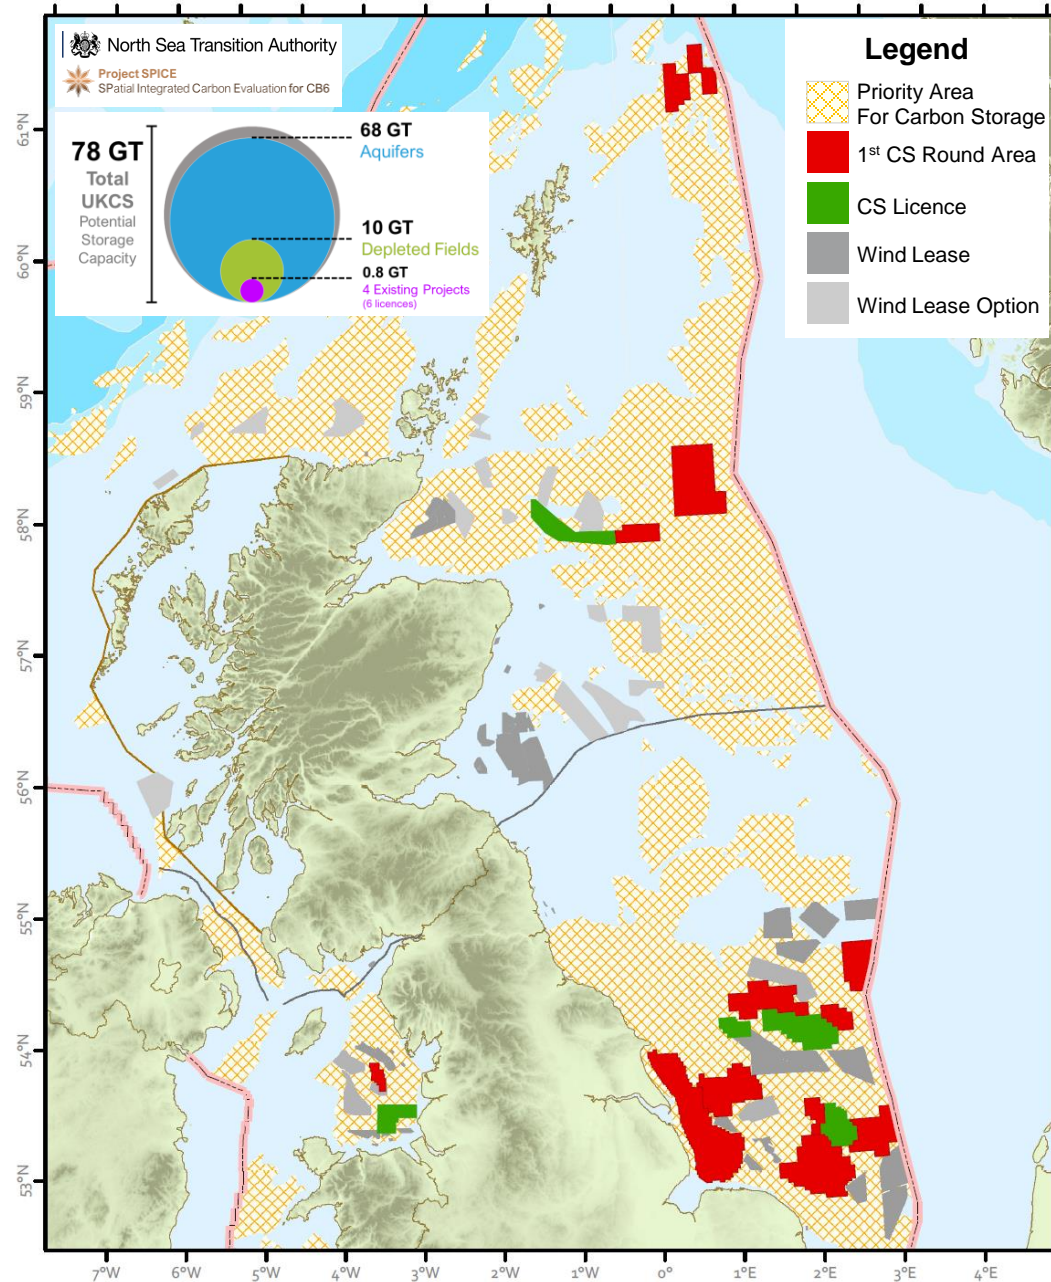 North Sea Transition Authority
Project SPICE
SPatial Integrated Carbon Evaluation for CB6
78 GT
Total
UKCS
Potential
Storage
Capacity
68 GT
Aquifers
10 GT
Depleted Fields
0.8 GT
4 Existing Projects
(6 licences)
Legend
Priority Area
For Carbon Storage
1st CS Round Area
CS Licence
Wind Lease
Wind Lease Option
61°N
60°N
59°N
58°N
57°N
56°N
55°N
54°N
53°N
7°W 6°W 5°W 4°W 3°W 2°W 1°W 0° 1°E 2°E 3°E 4°E